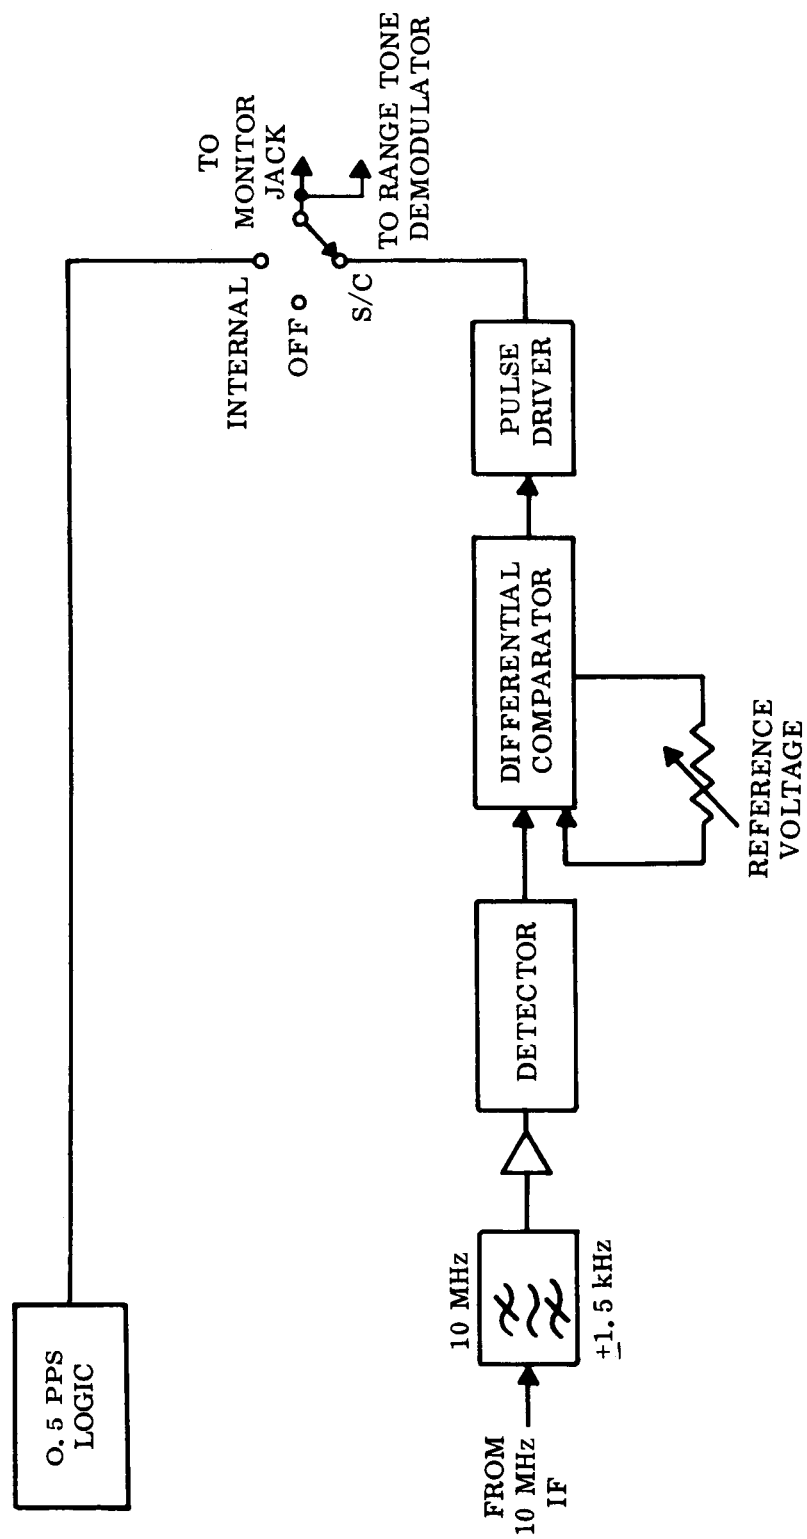 0.5 PPS
LOGIC
INTERNAL
OFF
S/C
TO
MONITOR
JACK
TO RANGE TONE
DEMODULATOR
FROM
10 MHz
IF
10 MHz
±1.5 kHz
DETECTOR
DIFFERENTIAL
COMPARATOR
REFERENCE
VOLTAGE
PULSE
DRIVER